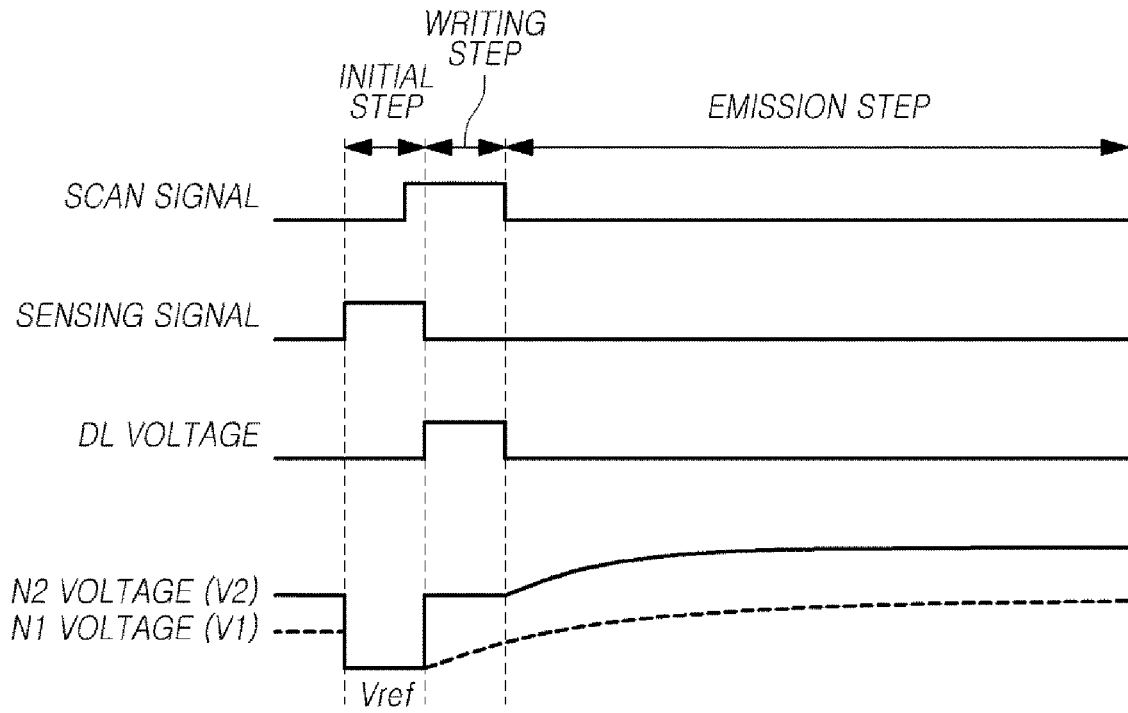 WRITING
STEP
INITIAL
STEP
EMISSION STEP
SCAN SIGNAL
SENSING SIGNAL
DL VOLTAGE
N2 VOLTAGE (V2)
N1 VOLTAGE (V1)
Vref